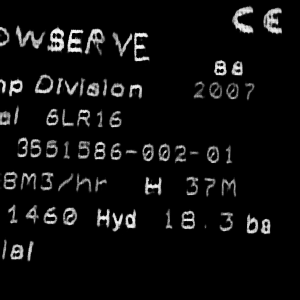 CE
OWSERVE
88
mp Division 2007
el 6LR16
3551586-002-01
8M3/hr H 37M
1460 Hyd 18.3 ba
ial